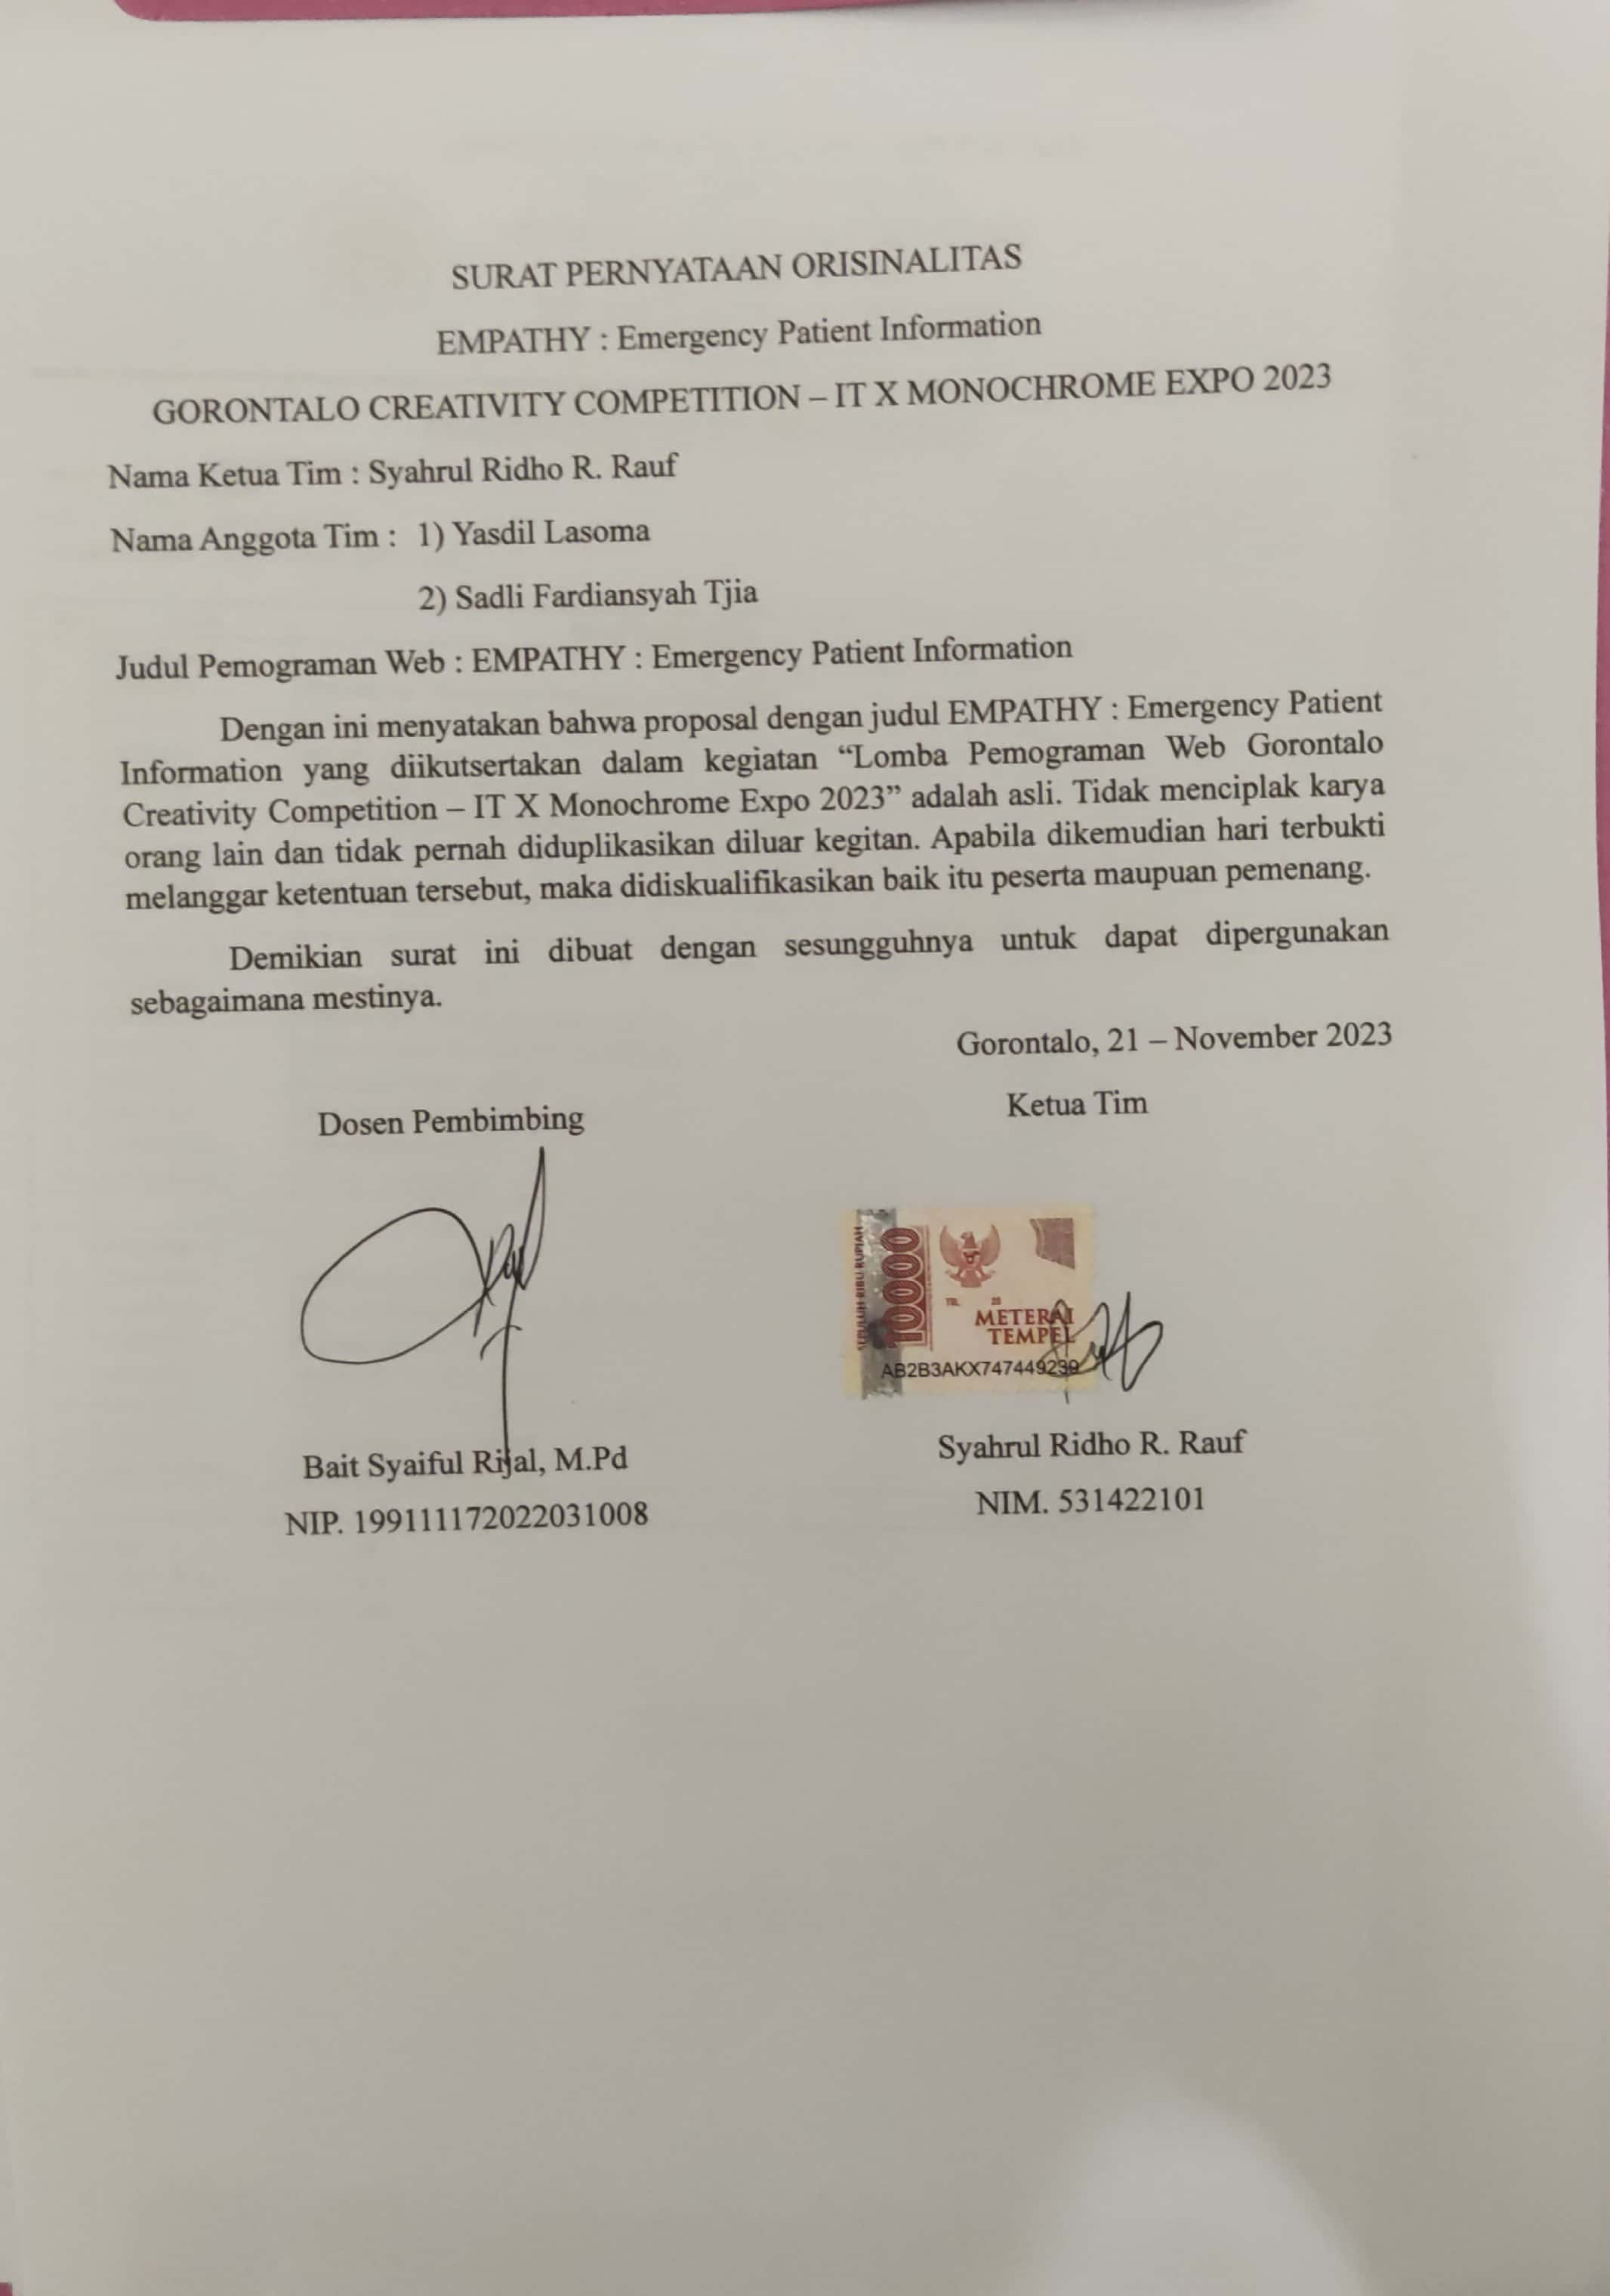 SURAT PERNYATAAN ORISINALITAS
EMPATHY : Emergency Patient Information
GORONTALO CREATIVITY COMPETITION – IT X MONOCHROME EXPO 2023
Nama Ketua Tim : Syahrul Ridho R. Rauf
Nama Anggota Tim : 1) Yasdil Lasoma
2) Sadli Fardiansyah Tjia
Judul Pemograman Web : EMPATHY : Emergency Patient Information
Dengan ini menyatakan bahwa proposal dengan judul EMPATHY : Emergency Patient
Information yang diikutsertakan dalam kegiatan “Lomba Pemograman Web Gorontalo
Creativity Competition – IT X Monochrome Expo 2023” adalah asli. Tidak menciplak karya
orang lain dan tidak pernah diduplikasikan diluar kegitan. Apabila dikemudian hari terbukti
melanggar ketentuan tersebut, maka didiskualifikasikan baik itu peserta maupuan pemenang.
Demikian surat ini dibuat dengan sesungguhnya untuk dapat dipergunakan
sebagaimana mestinya.
Gorontalo, 21 – November 2023
Dosen Pembimbing
Ketua Tim
SEPULUH RIBU RUPIAH
10000
TGL. 20
METERAI
TEMPEL
AB2B3AKX747449239
Bait Syaiful Rijal, M.Pd
NIP. 199111172022031008
Syahrul Ridho R. Rauf
NIM. 531422101